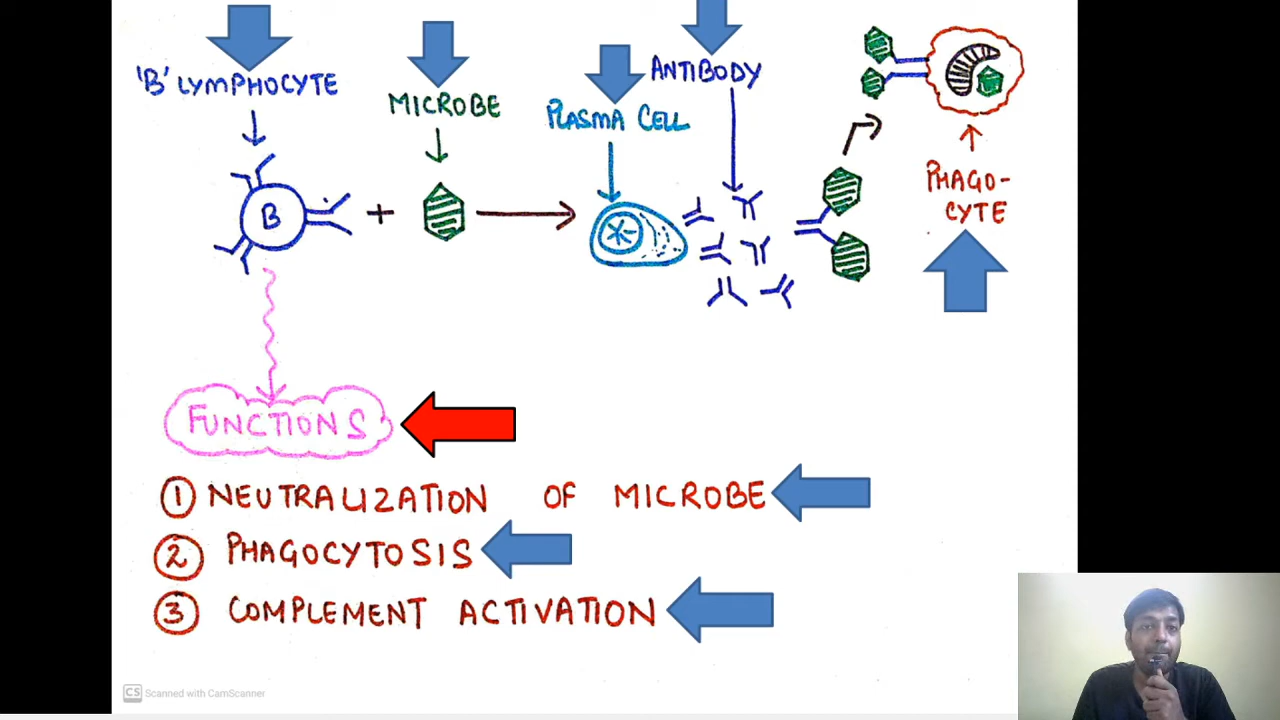 'B' LYMPHOCYTE
MICROBE
PLASMA CELL
ANTIBODY
PHAGO-
CYTE
B
+
FUNCTIONS
1 NEUTRALIZATION OF MICROBE
2 PHAGOCYTOSIS
3 COMPLEMENT ACTIVATION
CS Scanned with CamScanner